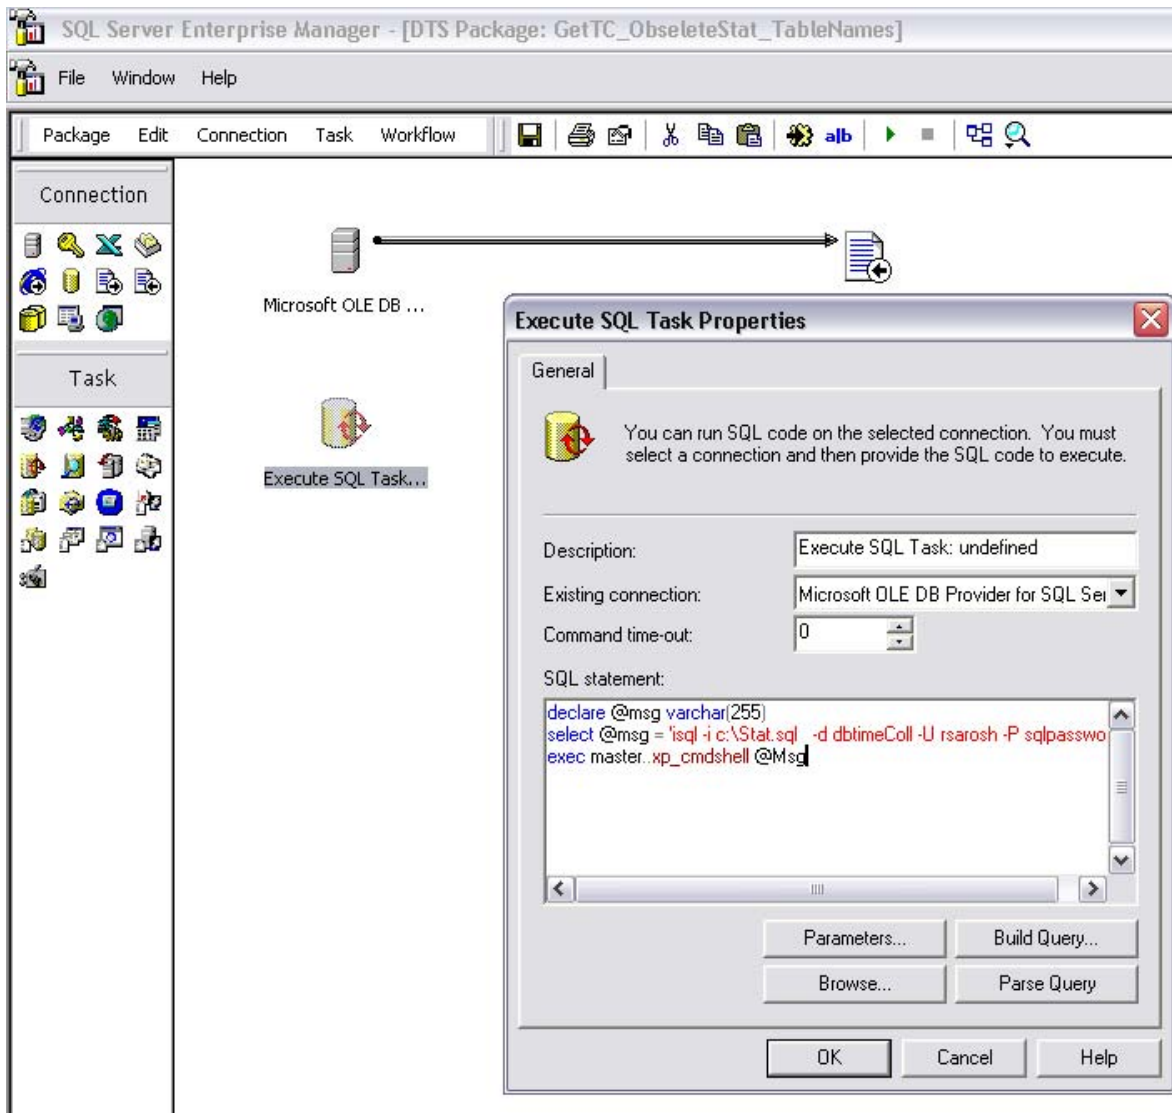 SQL Server Enterprise Manager - [DTS Package: GetTC_ObseleteStat_TableNames]
File Window Help
Package Edit Connection Task Workflow a|b
Connection
Microsoft OLE DB ...
Task
Execute SQL Task...
Execute SQL Task Properties
General
You can run SQL code on the selected connection. You must
select a connection and then provide the SQL code to execute.
Description: Execute SQL Task: undefined
Existing connection: Microsoft OLE DB Provider for SQL Ser
Command time-out: 0
SQL statement:
declare @msg varchar(255)
select @msg = 'isql -i c:\Stat.sql -d dbtimeColl -U rsarosh -P sqlpasswo
exec master..xp_cmdshell @Msg
Parameters... Build Query...
Browse... Parse Query
OK Cancel Help